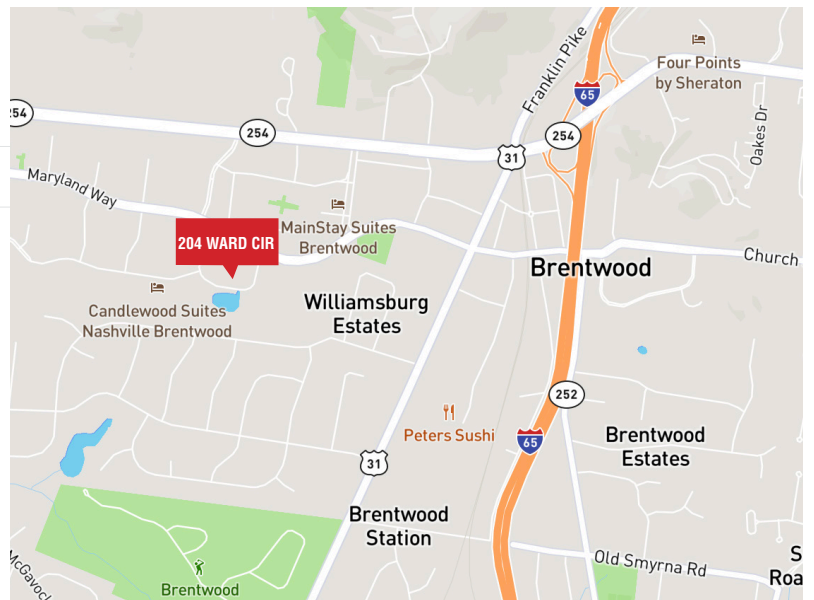 Franklin Pike
Four Points
by Sheraton
65
254
254
254
31
Oakes Dr
Maryland Way
MainStay Suites
Brentwood
204 WARD CIR
Church
Brentwood
Candlewood Suites
Nashville Brentwood
Williamsburg
Estates
252
Peters Sushi
65
Brentwood
Estates
31
Brentwood
Station
Old Smyrna Rd
S
Roa
McGavock
Brentwood